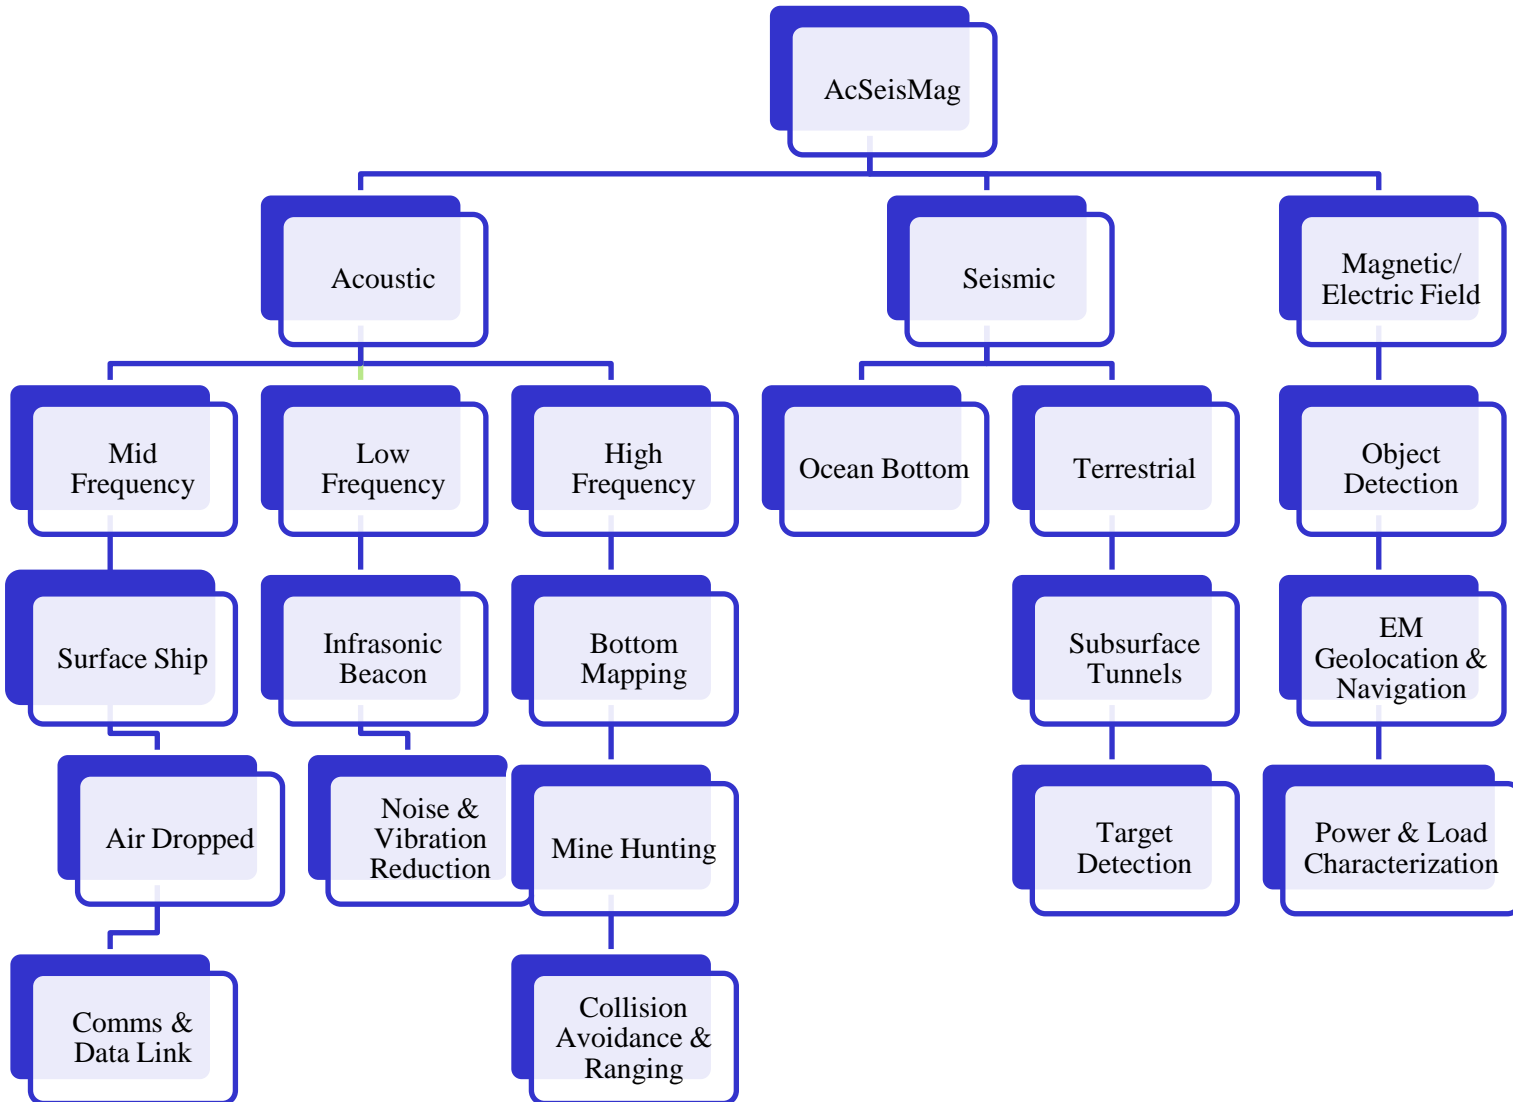 AcSeisMag
Acoustic
Seismic
Magnetic/
Electric Field
Mid
Frequency
Low
Frequency
High
Frequency
Ocean Bottom
Terrestrial
Object
Detection
Surface Ship
Infrasonic
Beacon
Bottom
Mapping
Subsurface
Tunnels
EM
Geolocation &
Navigation
Air Dropped
Noise &
Vibration
Reduction
Mine Hunting
Target
Detection
Power & Load
Characterization
Comms &
Data Link
Collision
Avoidance &
Ranging